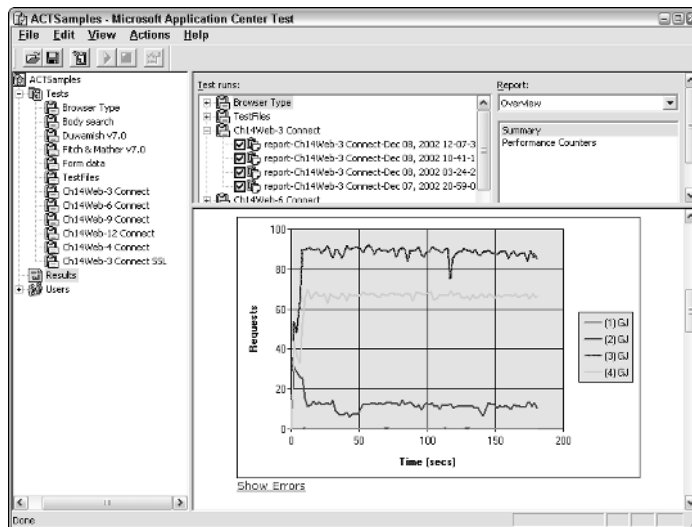 ACTSamples - Microsoft Application Center Test
File Edit View Actions Help
ACTSamples
Tests
Browser Type
Body search
Duwamish v7.0
Fitch & Mather v7.0
Form data
TestFiles
Ch14Web-3 Connect
Ch14Web-6 Connect
Ch14Web-9 Connect
Ch14Web-12 Connect
Ch14Web-4 Connect
Ch14Web-3 Connect SSL
Results
Users
Test runs:
Browser Type
TestFiles
Ch14Web-3 Connect
report-Ch14Web-3 Connect-Dec 08, 2002 12-07-3
report-Ch14Web-3 Connect-Dec 08, 2002 10-41-1
report-Ch14Web-3 Connect-Dec 08, 2002 03-24-2
report-Ch14Web-3 Connect-Dec 07, 2002 20-59-0
Ch14Web-6 Connect
Report:
Overview
Summary
Performance Counters
100
80
60
40
20
0
Requests
0 50 100 150 200
Time (secs)
(1) GJ
(2) GJ
(3) GJ
(4) GJ
Show Errors
Done